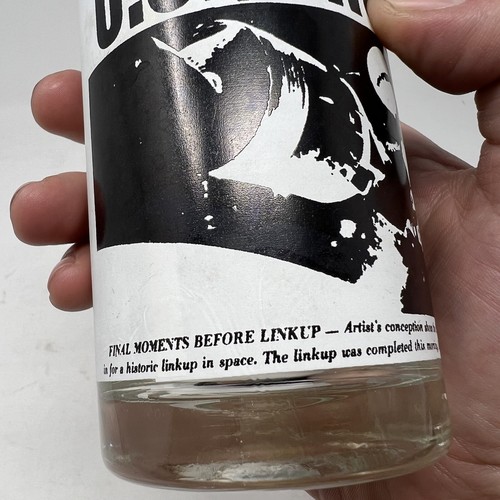 U.S.
FINAL MOMENTS BEFORE LINKUP — Artist's conception
in for a historic linkup in space. The linkup was completed this